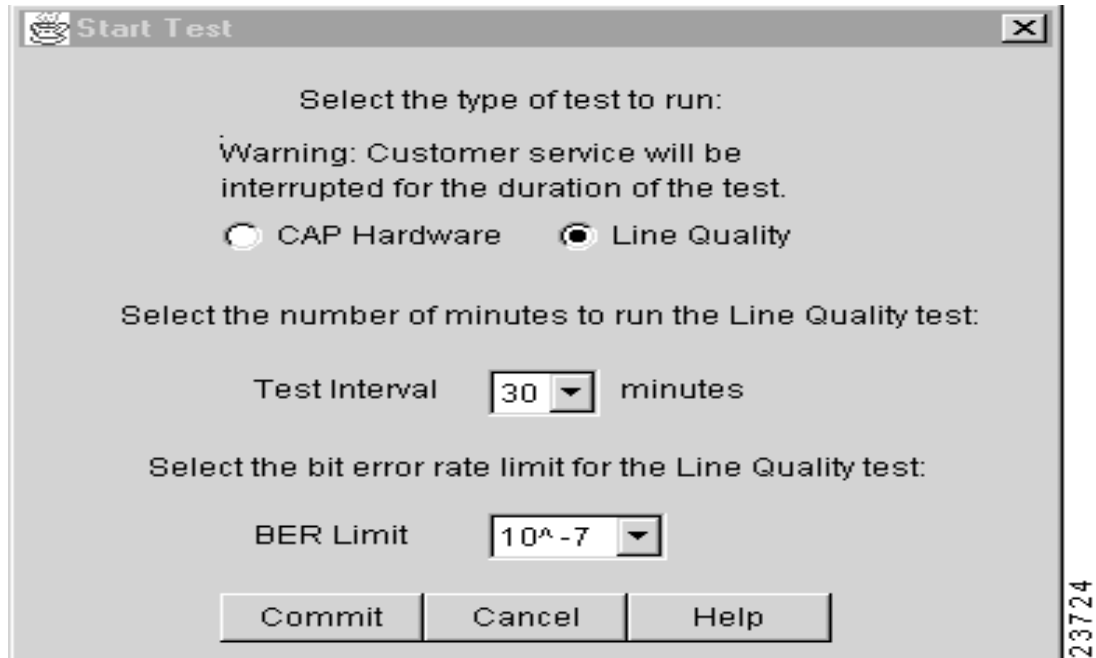 Start Test
Select the type of test to run:
Warning: Customer service will be
interrupted for the duration of the test.
CAP Hardware Line Quality
Select the number of minutes to run the Line Quality test:
Test Interval 30 minutes
Select the bit error rate limit for the Line Quality test:
BER Limit 10^-7
Commit Cancel Help
23724